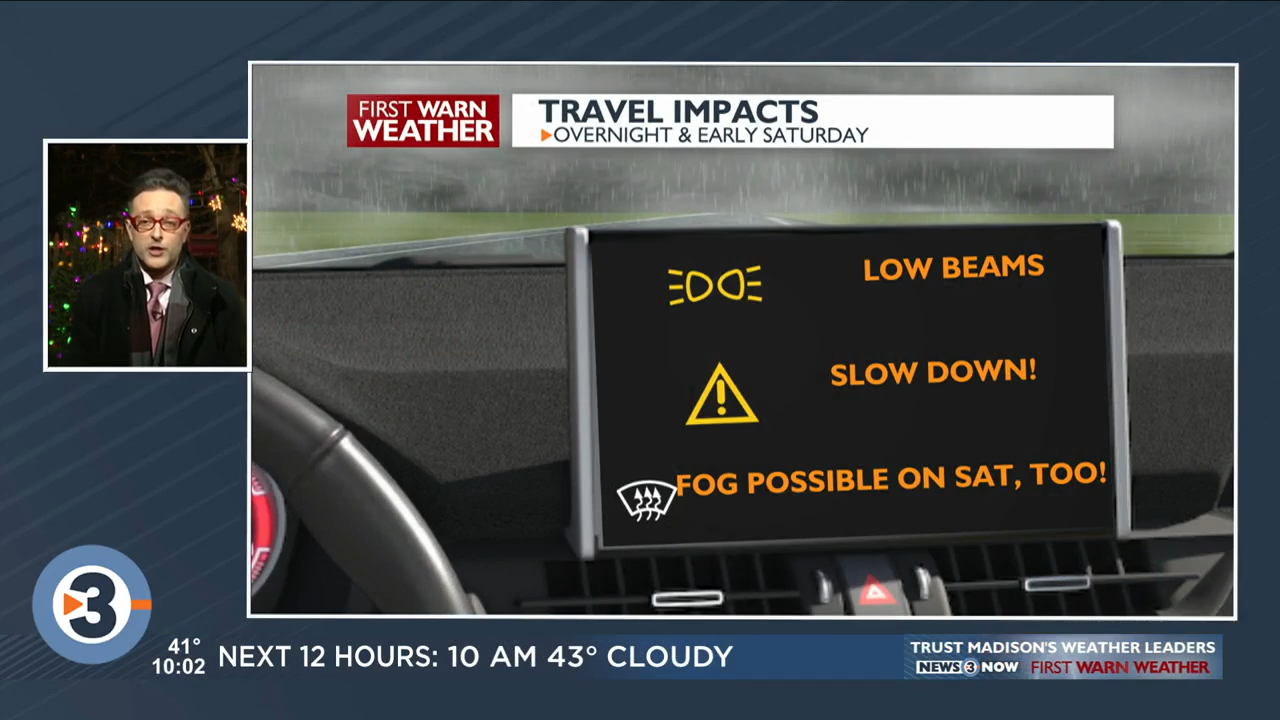 FIRST WARN
WEATHER
TRAVEL IMPACTS
OVERNIGHT & EARLY SATURDAY
LOW BEAMS
SLOW DOWN!
FOG POSSIBLE ON SAT, TOO!
3
41°
10:02
NEXT 12 HOURS: 10 AM 43° CLOUDY
TRUST MADISON'S WEATHER LEADERS
NEWS 3 NOW FIRST WARN WEATHER